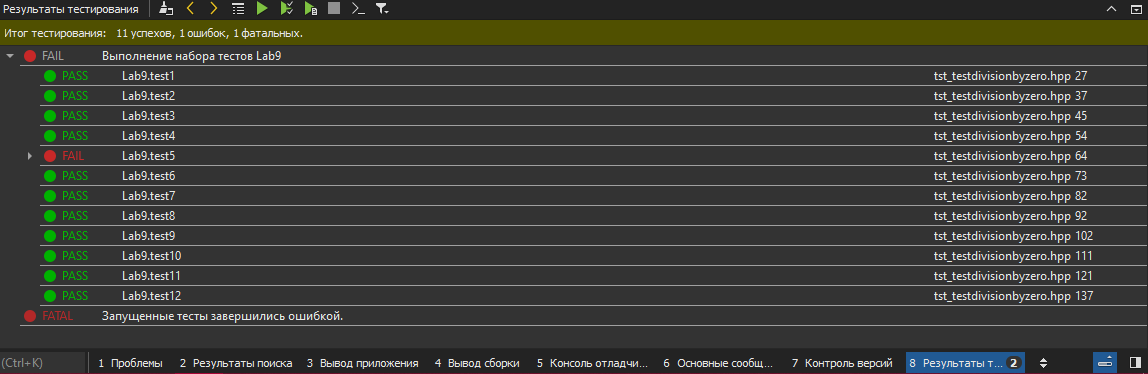 Результаты тестирования
Итог тестирования: 11 успехов, 1 ошибок, 1 фатальных.
FAIL Выполнение набора тестов Lab9
PASS Lab9.test1 tst_testdivisionbyzero.hpp 27
PASS Lab9.test2 tst_testdivisionbyzero.hpp 37
PASS Lab9.test3 tst_testdivisionbyzero.hpp 45
PASS Lab9.test4 tst_testdivisionbyzero.hpp 54
FAIL Lab9.test5 tst_testdivisionbyzero.hpp 64
PASS Lab9.test6 tst_testdivisionbyzero.hpp 73
PASS Lab9.test7 tst_testdivisionbyzero.hpp 82
PASS Lab9.test8 tst_testdivisionbyzero.hpp 92
PASS Lab9.test9 tst_testdivisionbyzero.hpp 102
PASS Lab9.test10 tst_testdivisionbyzero.hpp 111
PASS Lab9.test11 tst_testdivisionbyzero.hpp 121
PASS Lab9.test12 tst_testdivisionbyzero.hpp 137
FATAL Запущенные тесты завершились ошибкой.
(Ctrl+K) 1 Проблемы 2 Результаты поиска 3 Вывод приложения 4 Вывод сборки 5 Консоль отладчи... 6 Основные сообщ... 7 Контроль версий 8 Результаты т... 2